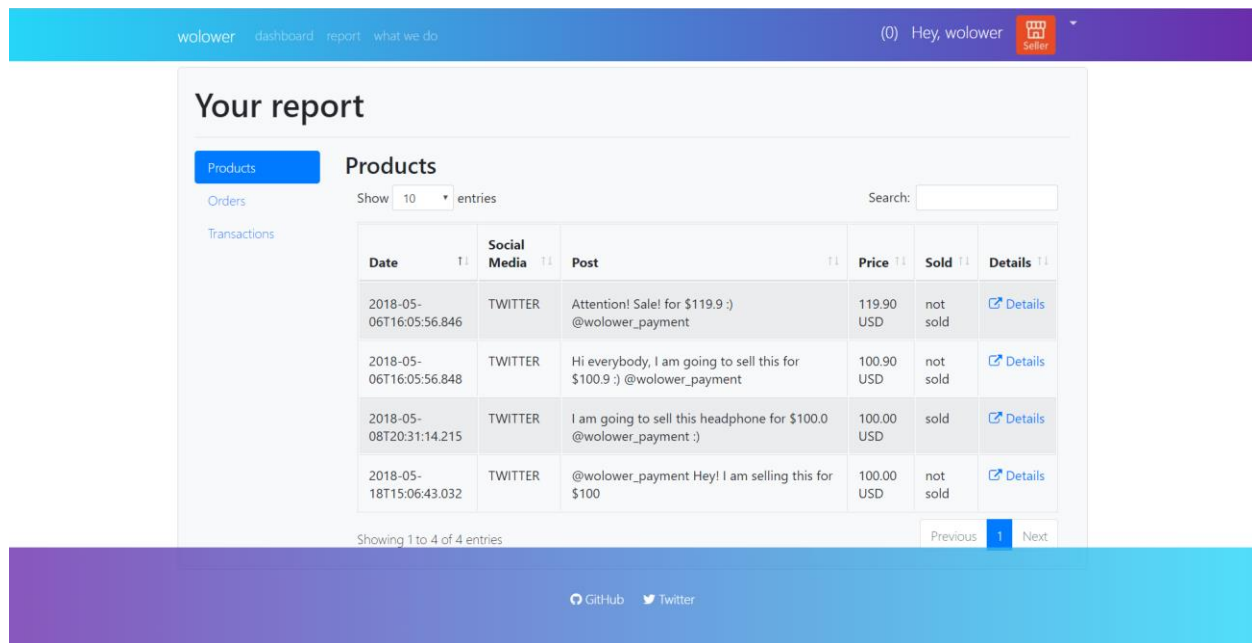 wolower dashboard report what we do (0) Hey, wolower
Seller
Your report
Products
Orders
Transactions
Products
Show 10 entries Search:
Date Social Media Post Price Sold Details
2018-05-
06T16:05:56.846
TWITTER
Attention! Sale! for $119.9 :)
@wolower_payment
119.90
USD
not
sold
Details
2018-05-
06T16:05:56.848
TWITTER
Hi everybody, I am going to sell this for
$100.9 :) @wolower_payment
100.90
USD
not
sold
Details
2018-05-
08T20:31:14.215
TWITTER
I am going to sell this headphone for $100.0
@wolower_payment :)
100.00
USD
sold
Details
2018-05-
18T15:06:43.032
TWITTER
@wolower_payment Hey! I am selling this for
$100
100.00
USD
not
sold
Details
Showing 1 to 4 of 4 entries
Previous 1 Next
GitHub Twitter